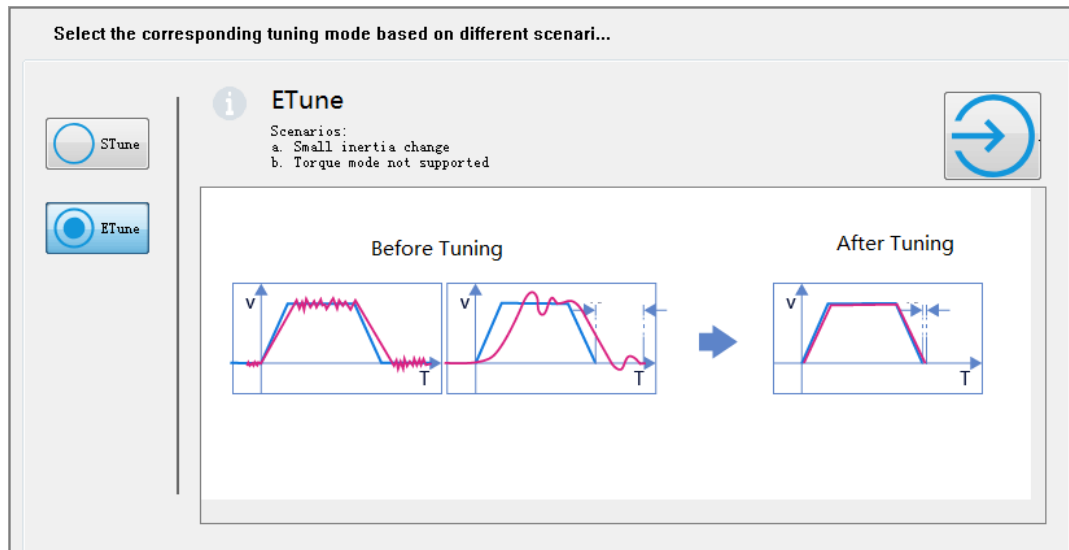 Select the corresponding tuning mode based on different scenari...
STune
ETune
ETune
Scenarios:
a. Small inertia change
b. Torque mode not supported
Before Tuning
After Tuning
V
T
V
T
V
T